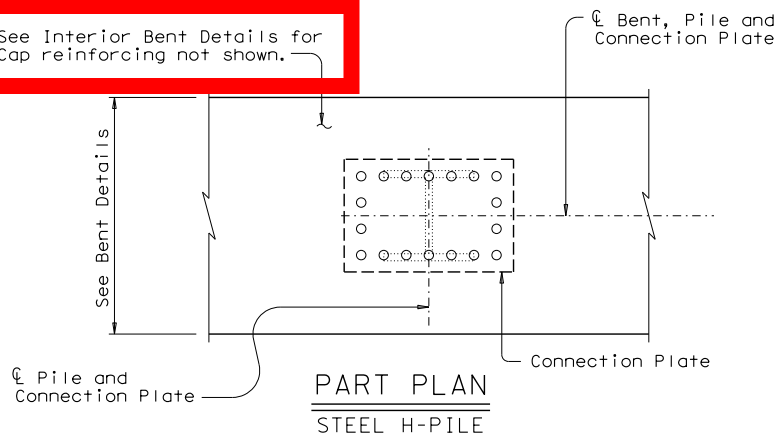 See Interior Bent Details for
Cap reinforcing not shown.
℄ Bent, Pile and
Connection Plate
See Bent Details
℄ Pile and
Connection Plate
Connection Plate
PART PLAN
STEEL H-PILE